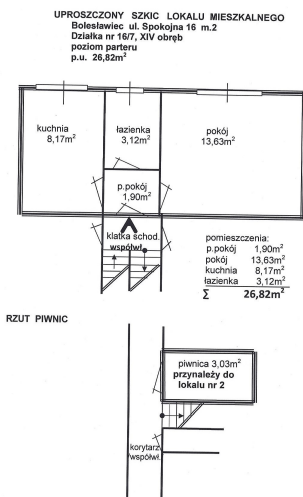 UPROSZCZONY SZKIC LOKALU MIESZKALNEGO
Bolesławiec ul. Spokojna 16 m.2
Działka nr 16/7, XIV obręb
poziom parteru
p.u. 26,82m²
kuchnia
8,17m²
łazienka
3,12m²
pokój
13,63m²
p.pokój
1,90m²
klatka schod.
współwł.
pomieszczenia:
p.pokój 1,90m²
pokój 13,63m²
kuchnia 8,17m²
łazienka 3,12m²
Σ 26,82m²
RZUT PIWNIC
piwnica 3,03m²
przynależy do
lokalu nr 2
korytarz
współwł.